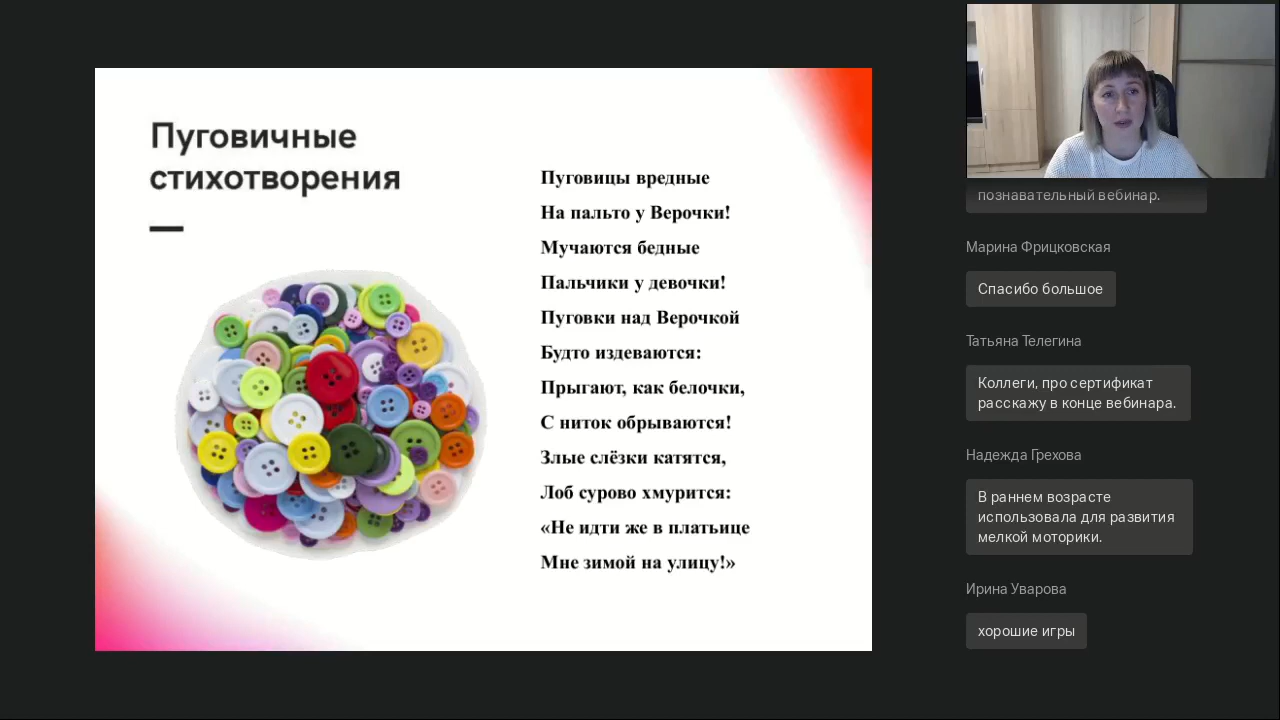 Пуговичные
стихотворения
Пуговицы вредные
На пальто у Верочки!
Мучаются бедные
Пальчики у девочки!
Пуговки над Верочкой
Будто издеваются:
Прыгают, как белочки,
С ниток обрываются!
Злые слёзки катятся,
Лоб сурово хмурится:
«Не идти же в платьице
Мне зимой на улицу!»
познавательный вебинар.
Марина Фрицковская
Спасибо большое
Татьяна Телегина
Коллеги, про сертификат
расскажу в конце вебинара.
Надежда Грехова
В раннем возрасте
использовала для развития
мелкой моторики.
Ирина Уварова
хорошие игры